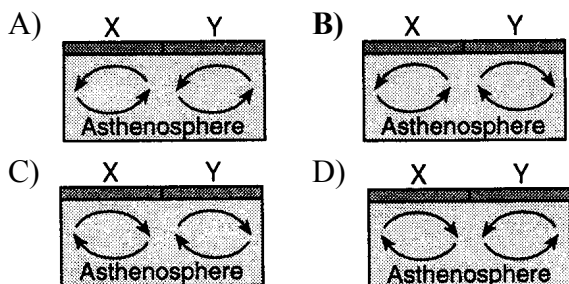 A) X Y B) X Y
Asthenosphere Asthenosphere
C) X Y D) X Y
Asthenosphere Asthenosphere